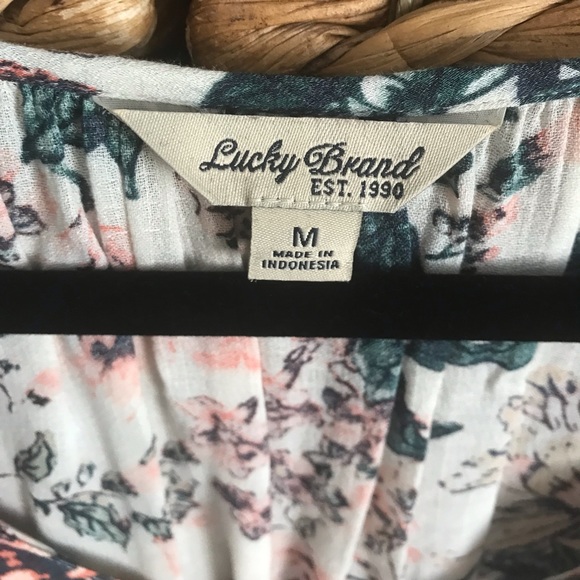 Lucky Brand
EST. 1990
M
MADE IN
INDONESIA